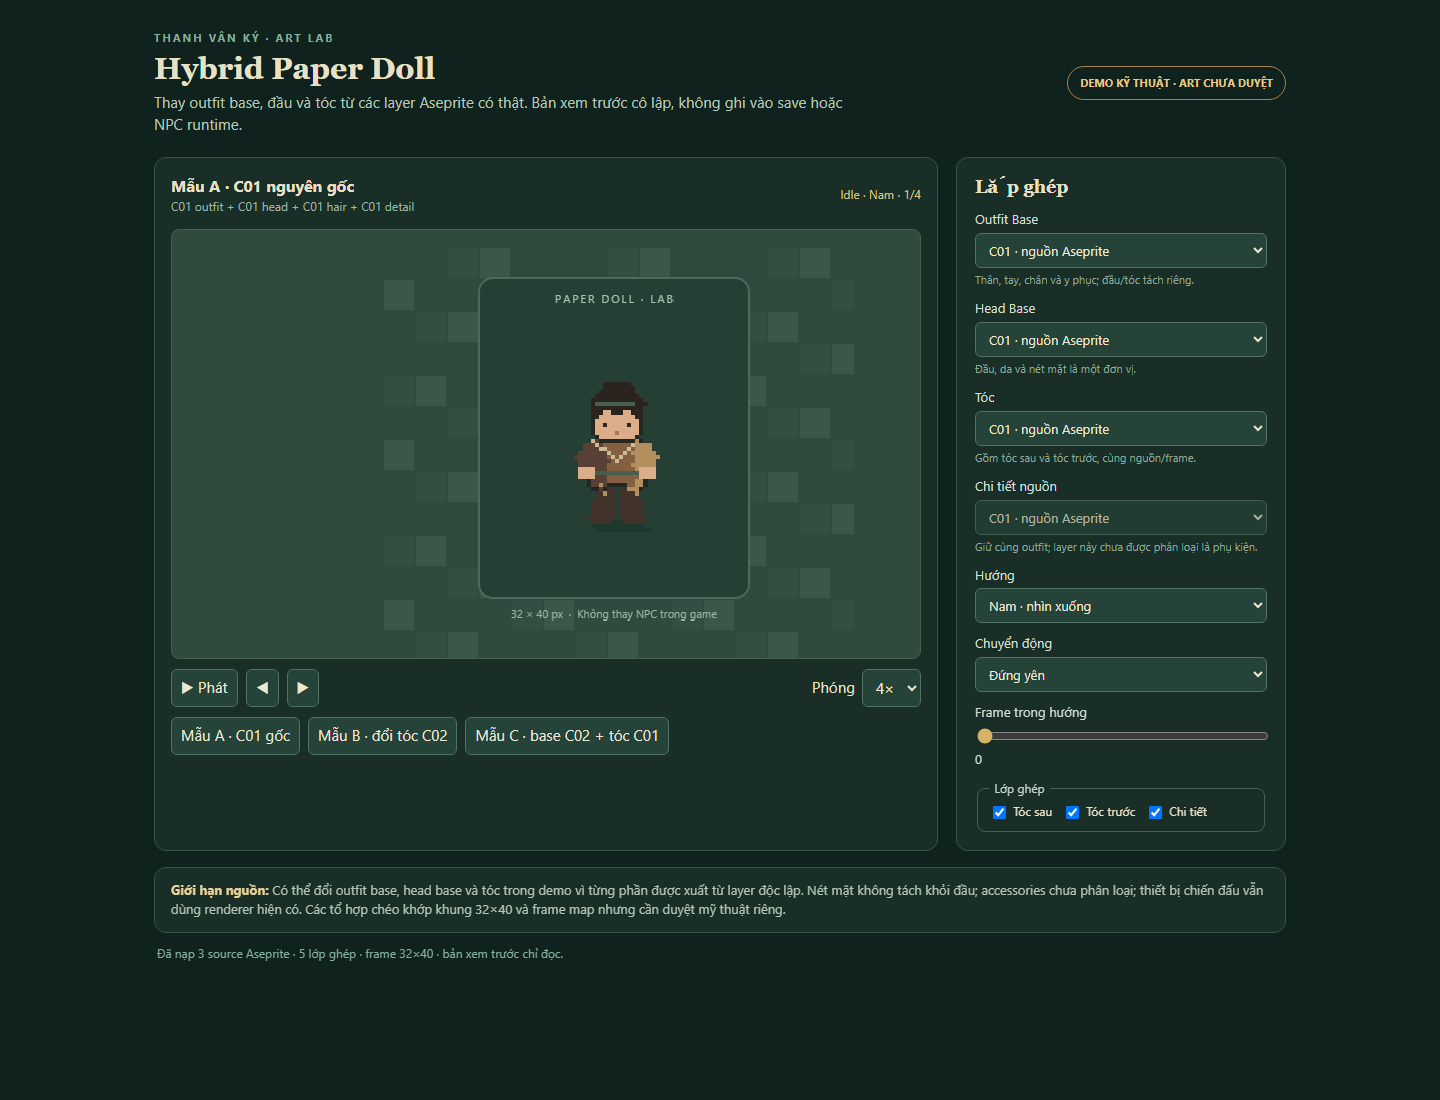 THANH VÂN KÝ · ART LAB
Hybrid Paper Doll
Thay outfit base, đầu và tóc từ các layer Aseprite có thật. Bản xem trước cô lập, không ghi vào save hoặc
NPC runtime.
DEMO KỸ THUẬT · ART CHƯA DUYỆT
Mẫu A · C01 nguyên gốc
C01 outfit + C01 head + C01 hair + C01 detail
Idle · Nam · 1/4
PAPER DOLL · LAB
32 × 40 px · Không thay NPC trong game
▶ Phát
◀
▶
Phóng
4×
Mẫu A · C01 gốc
Mẫu B · đổi tóc C02
Mẫu C · base C02 + tóc C01
Lắp ghép
Outfit Base
C01 · nguồn Aseprite
Thân, tay, chân và y phục; đầu/tóc tách riêng.
Head Base
C01 · nguồn Aseprite
Đầu, da và nét mặt là một đơn vị.
Tóc
C01 · nguồn Aseprite
Gồm tóc sau và tóc trước, cùng nguồn/frame.
Chi tiết nguồn
C01 · nguồn Aseprite
Giữ cùng outfit; layer này chưa được phân loại là phụ kiện.
Hướng
Nam · nhìn xuống
Chuyển động
Đứng yên
Frame trong hướng
0
Lớp ghép
Tóc sau
Tóc trước
Chi tiết
Giới hạn nguồn: Có thể đổi outfit base, head base và tóc trong demo vì từng phần được xuất từ layer độc lập. Nét mặt không tách khỏi đầu; accessories chưa phân loại; thiết bị chiến đấu vẫn
dùng renderer hiện có. Các tổ hợp chéo khớp khung 32×40 và frame map nhưng cần duyệt mỹ thuật riêng.
Đã nạp 3 source Aseprite · 5 lớp ghép · frame 32×40 · bản xem trước chỉ đọc.